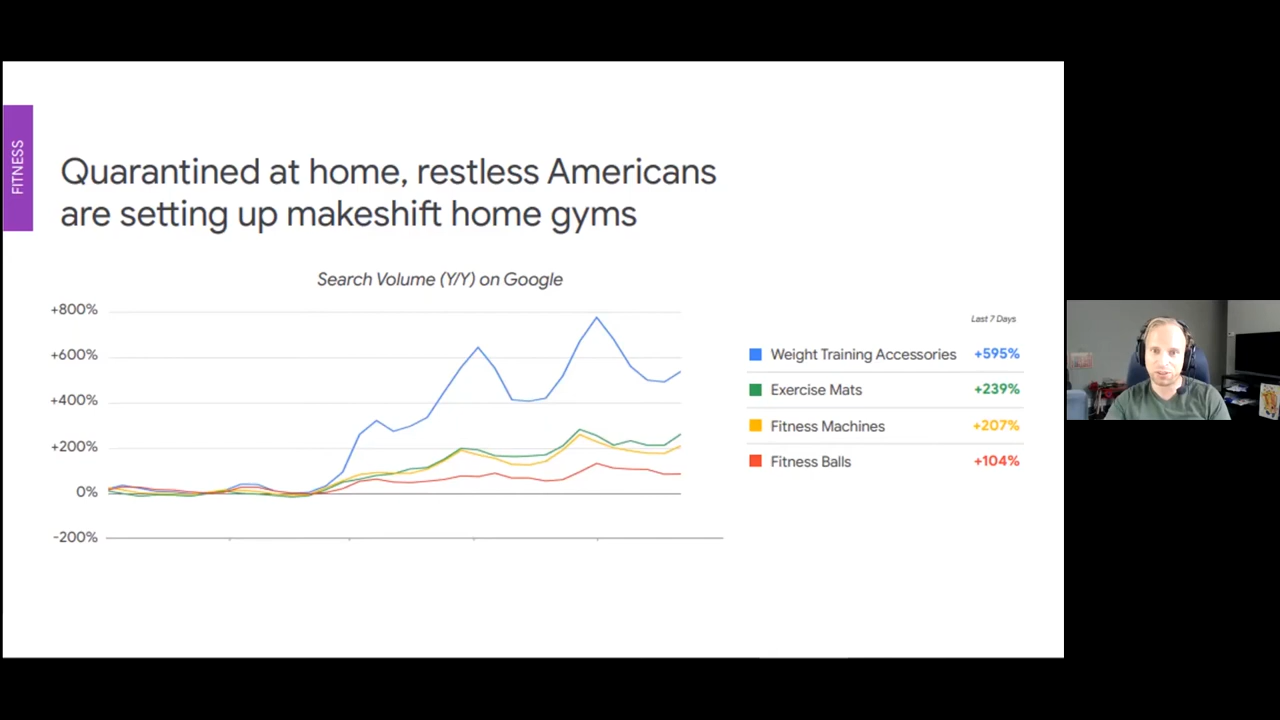 FITNESS
Quarantined at home, restless Americans
are setting up makeshift home gyms
Search Volume (Y/Y) on Google
+800%
+600%
+400%
+200%
0%
-200%
Last 7 Days
Weight Training Accessories +595%
Exercise Mats +239%
Fitness Machines +207%
Fitness Balls +104%